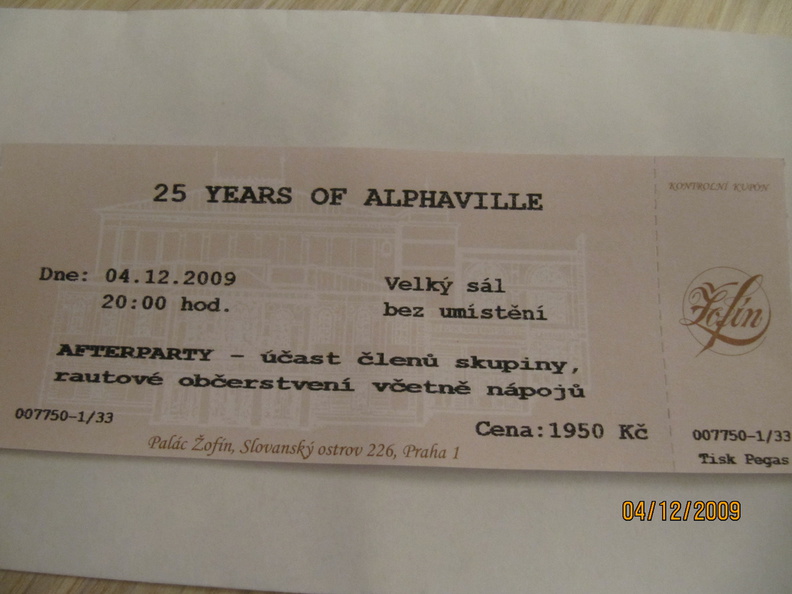 25 YEARS OF ALPHAVILLE
KONTROLNÍ KUPÓN
Dne: 04.12.2009
20:00 hod.
Velký sál
bez umístění
Žofín
AFTERPARTY - účast členů skupiny,
rautové občerstvení včetně nápojů
007750-1/33
Cena:1950 Kč
007750-1/33
Palác Žofín, Slovanský ostrov 226, Praha 1
Tisk Pegas
04/12/2009